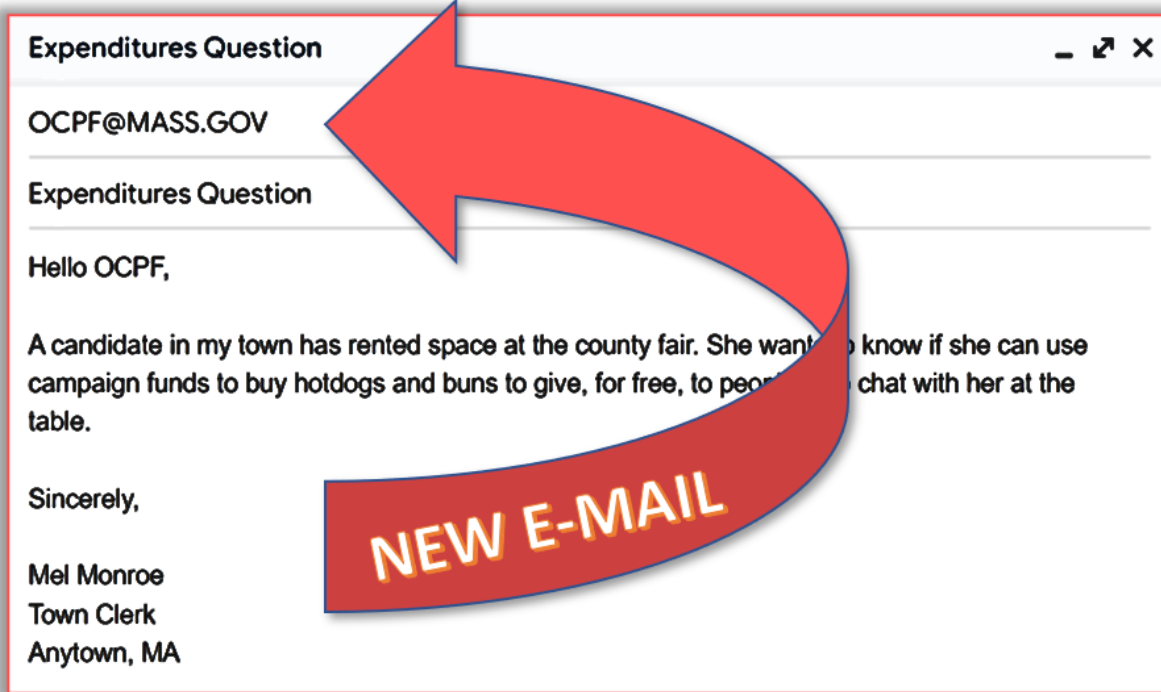 Expenditures Question
OCPF@MASS.GOV
Expenditures Question
Hello OCPF,
A candidate in my town has rented space at the county fair. She know if she can use
campaign funds to buy hotdogs and buns to give, for free, to chat with her at the
table.
Sincerely,
NEW E-MAIL
Mel Monroe
Town Clerk
Anytown, MA